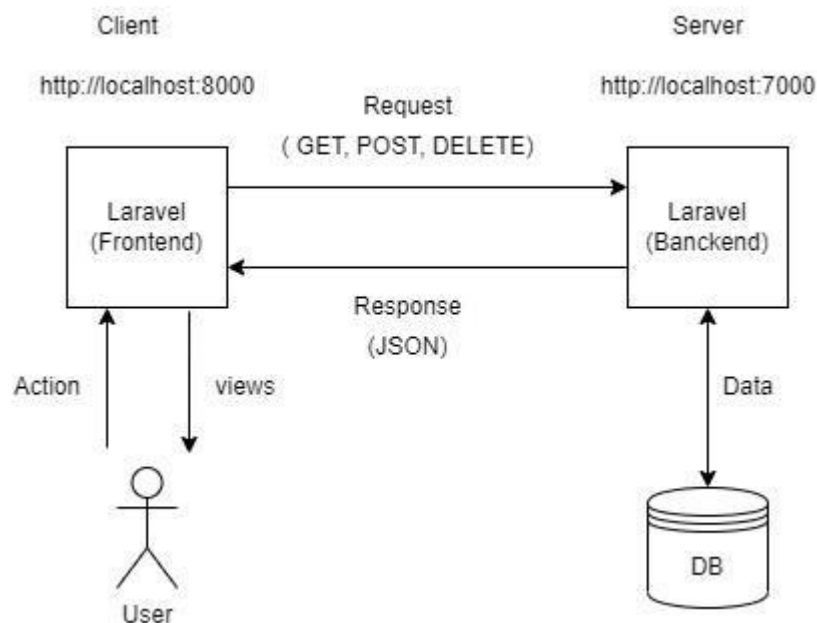 Client
Server
http://localhost:8000
http://localhost:7000
Request
( GET, POST, DELETE)
Laravel
(Frontend)
Laravel
(Banckend)
Response
(JSON)
Action
views
Data
DB
User